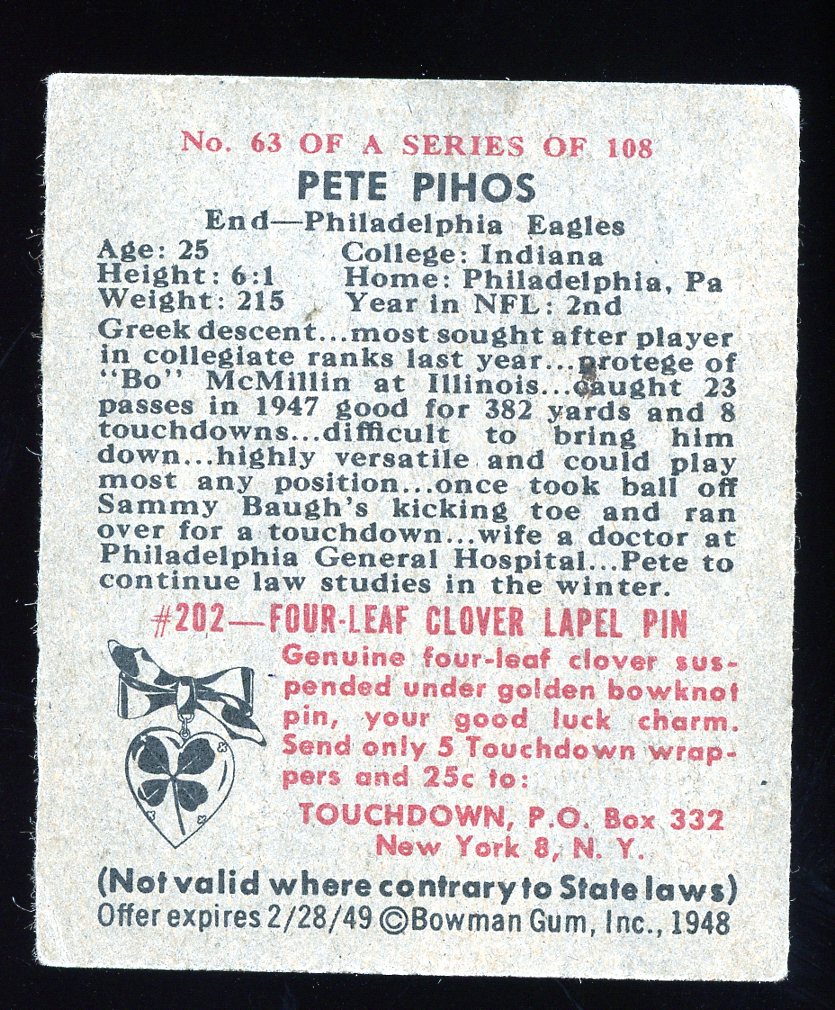 No. 63 OF A SERIES OF 108
PETE PIHOS
End—Philadelphia Eagles
Age: 25 College: Indiana
Height: 6:1 Home: Philadelphia, Pa
Weight: 215 Year in NFL: 2nd
Greek descent...most sought after player
in collegiate ranks last year...protege of
"Bo" McMillin at Illinois...caught 23
passes in 1947 good for 382 yards and 8
touchdowns...difficult to bring him
down...highly versatile and could play
most any position...once took ball off
Sammy Baugh's kicking toe and ran
over for a touchdown...wife a doctor at
Philadelphia General Hospital...Pete to
continue law studies in the winter.
#202—FOUR-LEAF CLOVER LAPEL PIN
Genuine four-leaf clover sus-
pended under golden bowknot
pin, your good luck charm.
Send only 5 Touchdown wrap-
pers and 25c to:
TOUCHDOWN, P.O. Box 332
New York 8, N. Y.
(Not valid where contrary to State laws)
Offer expires 2/28/49 ©Bowman Gum, Inc., 1948